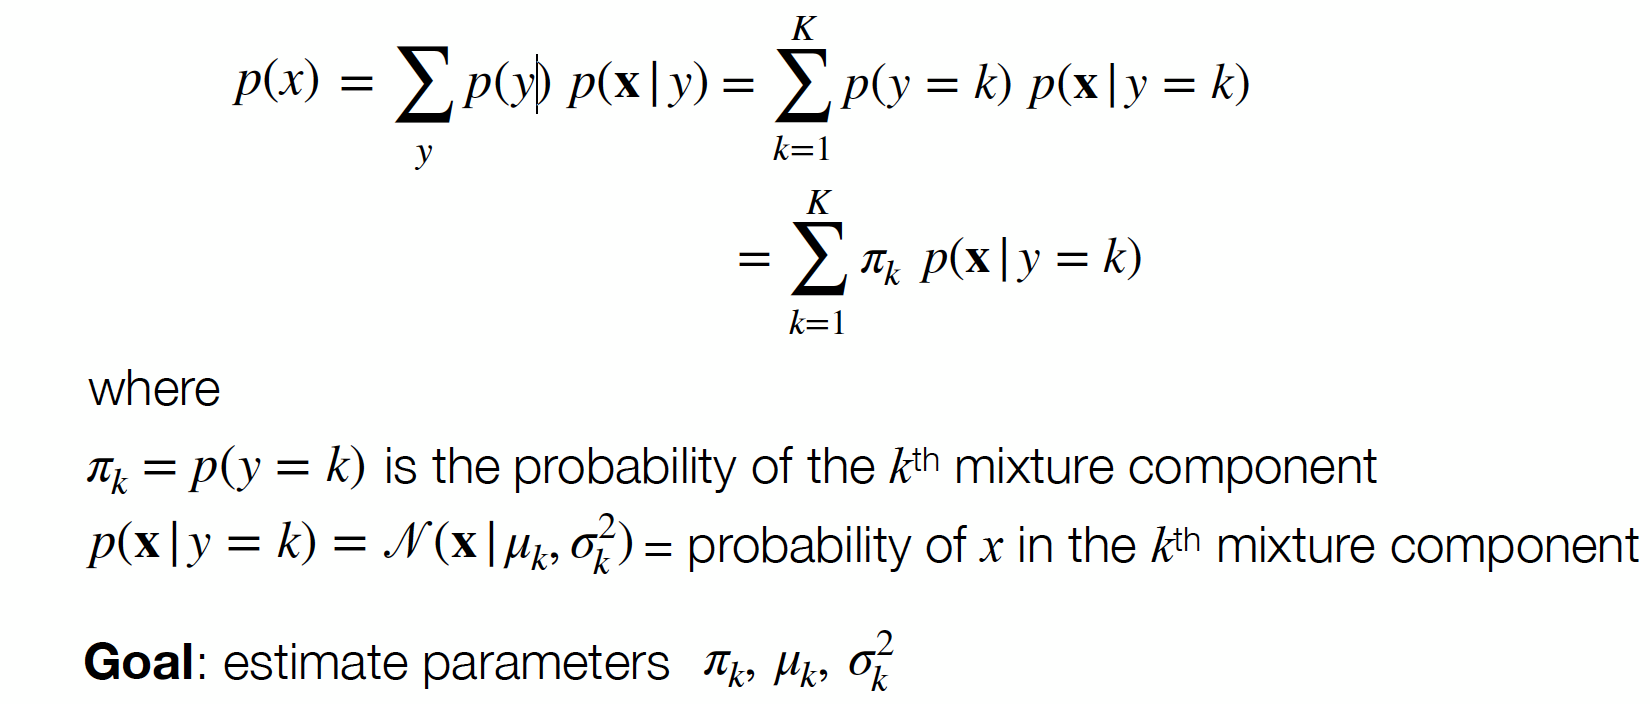 p(x) = ∑_y p(y) p(𝐱|y) = ∑_{k=1}^{K} p(y = k) p(𝐱|y = k)
= ∑_{k=1}^{K} π_k p(𝐱|y = k)
where
π_k = p(y = k) is the probability of the k^th mixture component
p(𝐱|y = k) = 𝒩(𝐱|μ_k, σ_k^2) = probability of x in the k^th mixture component
Goal: estimate parameters π_k, μ_k, σ_k^2